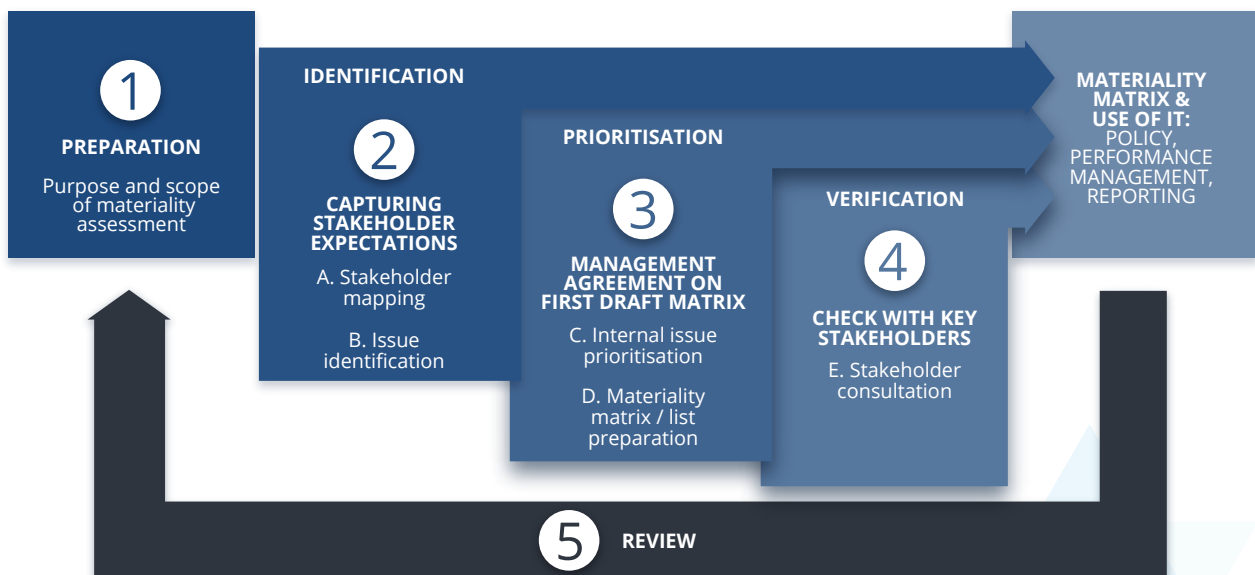 1
PREPARATION
Purpose and scope
of materiality
assessment
IDENTIFICATION
2
CAPTURING
STAKEHOLDER
EXPECTATIONS
A. Stakeholder
mapping
B. Issue
identification
PRIORITISATION
3
MANAGEMENT
AGREEMENT ON
FIRST DRAFT MATRIX
C. Internal issue
prioritisation
D. Materiality
matrix / list
preparation
VERIFICATION
4
CHECK WITH KEY
STAKEHOLDERS
E. Stakeholder
consultation
MATERIALITY
MATRIX &
USE OF IT:
POLICY,
PERFORMANCE
MANAGEMENT,
REPORTING
5
REVIEW